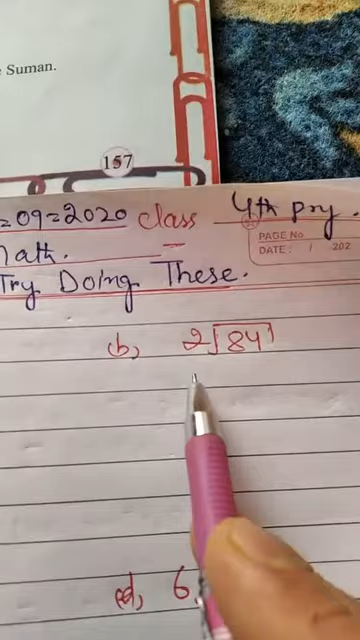 Suman.
157
=09=2020 Class 4th pry.
PAGE No
DATE: / 202
Math.
Try Doing These.
(b), 2√84
(d), 6